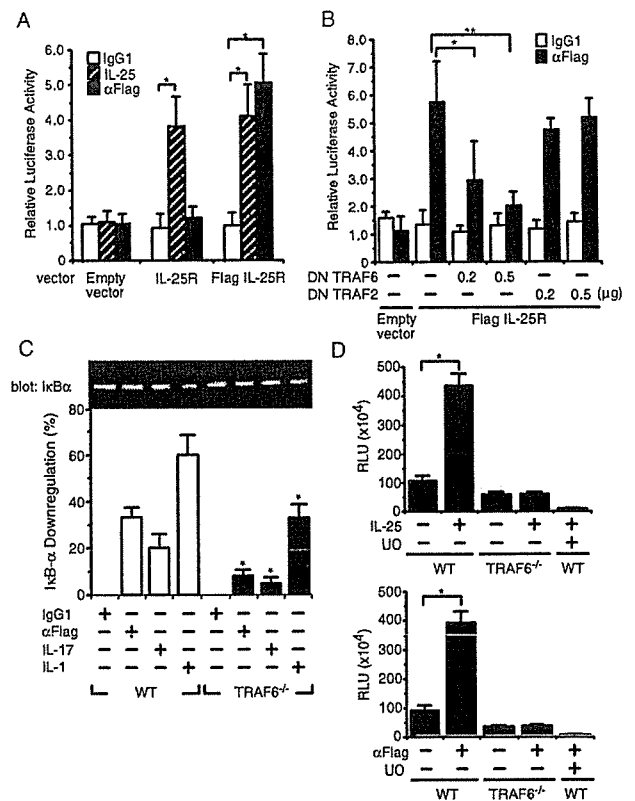 A
Relative Luciferase Activity
6.0
5.0
4.0
3.0
2.0
1.0
0
IgG1
IL-25
αFlag
*
*
*
vector
Empty vector
IL-25R
Flag IL-25R
B
Relative Luciferase Activity
8.0
7.0
6.0
5.0
4.0
3.0
2.0
1.0
0
IgG1
αFlag
**
*
DN TRAF6 – – 0.2 0.5 – –
DN TRAF2 – – – – 0.2 0.5 (μg)
Empty vector
Flag IL-25R
C
blot: IκBα
IκB-α Downregulation (%)
80
60
40
20
0
* * *
IgG1 + – – – + – – –
αFlag – + – – – + – –
IL-17 – – + – – – + –
IL-1 – – – + – – – +
WT
TRAF6-/-
D
RLU (x10⁴)
500
400
300
200
100
0
*
IL-25 – + – + +
UO – – – – +
WT
TRAF6-/-
WT
RLU (x10⁴)
500
400
300
200
100
0
*
αFlag – + – + +
UO – – – – +
WT
TRAF6-/-
WT